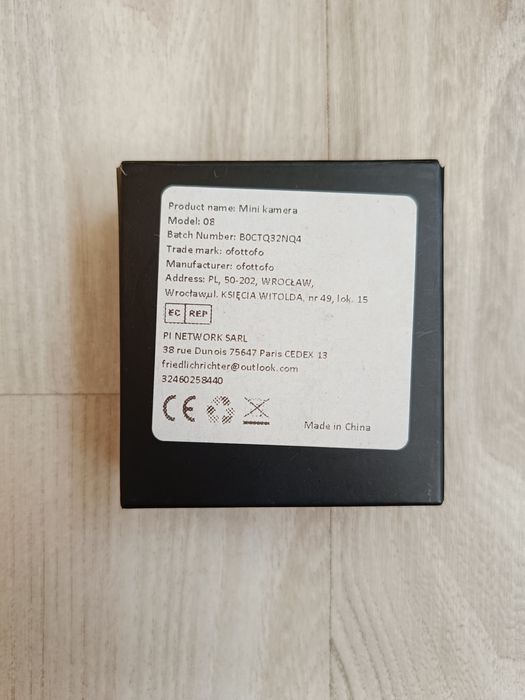 Product name: Mini kamera
Model: 08
Batch Number: B0CTQ32NQ4
Trade mark: ofottofo
Manufacturer: ofottofo
Address: PL, 50-202, WROCŁAW,
Wrocław,ul. KSIĘCIA WITOLDA, nr 49, lok. 15
EC REP
PI NETWORK SARL
38 rue Dunois 75647 Paris CEDEX 13
friedlichrichter@outlook.com
32460258440
CE
Made in China